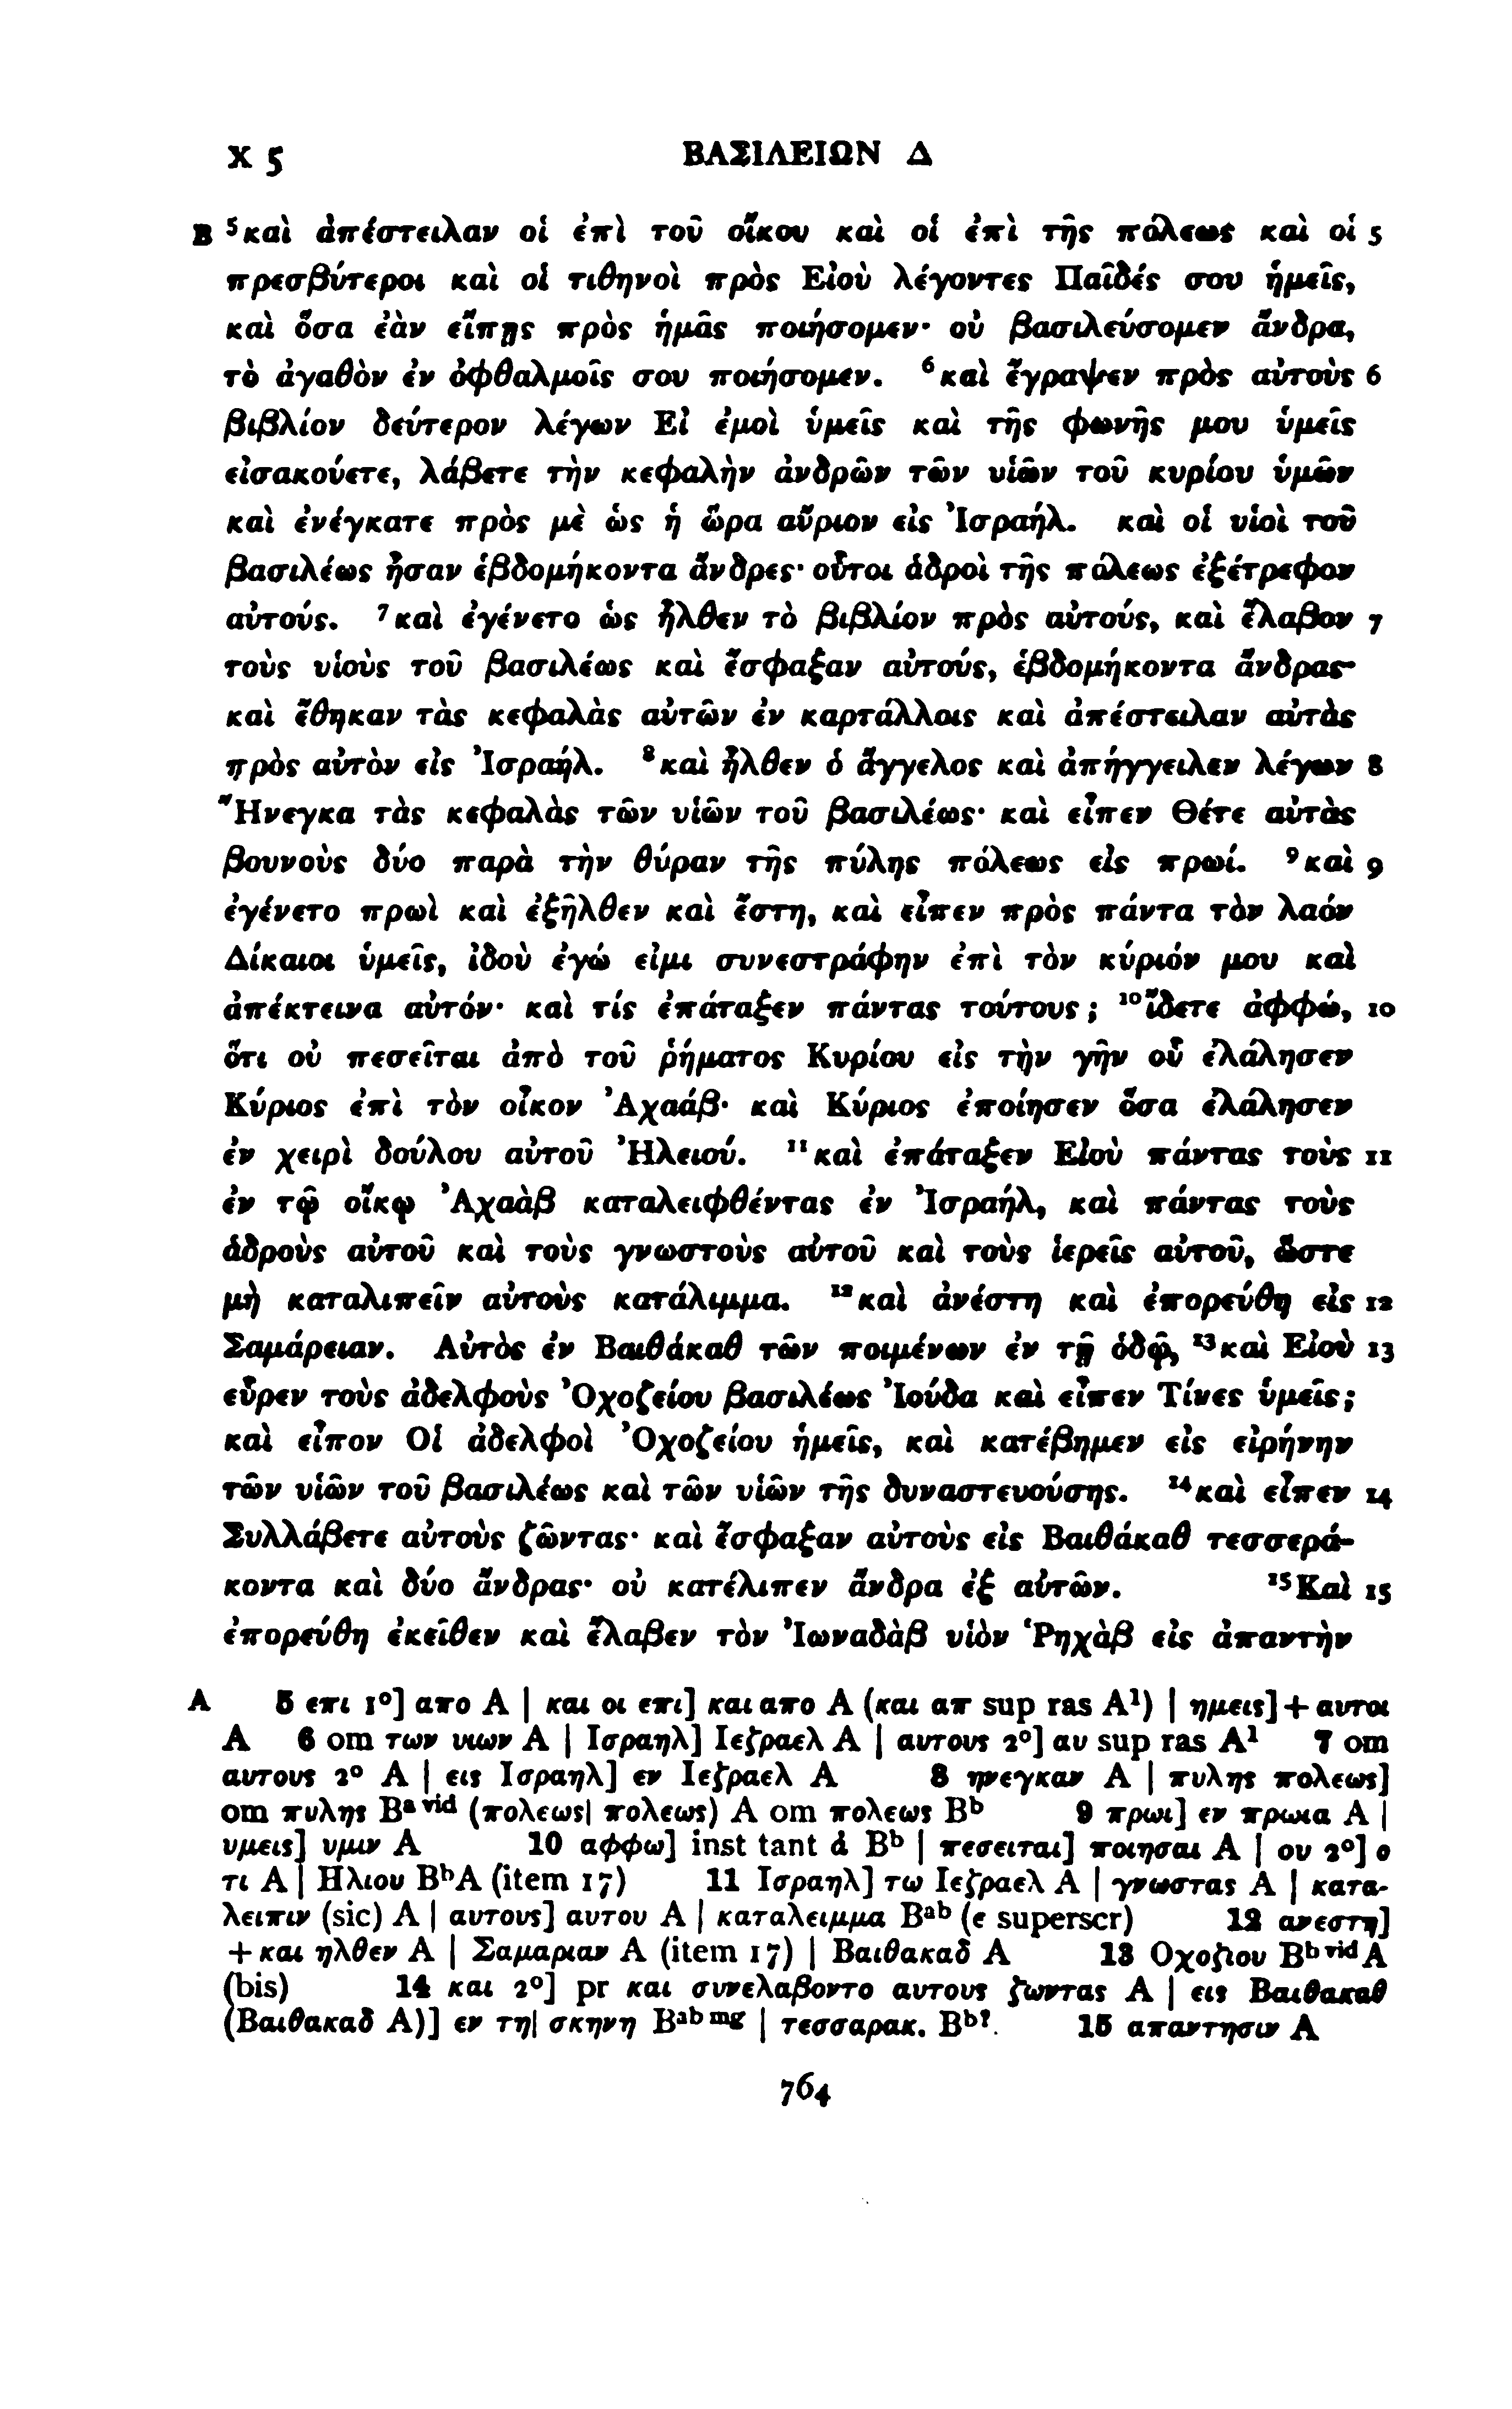 X 5 ΒΑΣΙΛΕΙΩΝ Δ
B ⁵καὶ ἀπέστειλαν οἱ ἐπὶ τοῦ οἴκου καὶ οἱ ἐπὶ τῆς πόλεως καὶ οἱ 5
πρεσβύτεροι καὶ οἱ τιθηνοὶ πρὸς Εἰοὺ λέγοντες Παῖδές σου ἡμεῖς,
καὶ ὅσα ἐὰν εἴπῃς πρὸς ἡμᾶς ποιήσομεν· οὐ βασιλεύσομεν ἄνδρα,
τὸ ἀγαθὸν ἐν ὀφθαλμοῖς σου ποιήσομεν. ⁶καὶ ἔγραψεν πρὸς αὐτοὺς 6
βιβλίον δεύτερον λέγων Εἰ ἐμοὶ ὑμεῖς καὶ τῆς φωνῆς μου ὑμεῖς
εἰσακούετε, λάβετε τὴν κεφαλὴν ἀνδρῶν τῶν υἱῶν τοῦ κυρίου ὑμῶν
καὶ ἐνέγκατε πρὸς μὲ ὡς ἡ ὥρα αὔριον εἰς Ἰσραήλ. καὶ οἱ υἱοὶ τοῦ
βασιλέως ἦσαν ἑβδομήκοντα ἄνδρες· οὗτοι ἁδροὶ τῆς πόλεως ἐξέτρεφον
αὐτούς. ⁷καὶ ἐγένετο ὡς ἦλθεν τὸ βιβλίον πρὸς αὐτούς, καὶ ἔλαβον 7
τοὺς υἱοὺς τοῦ βασιλέως καὶ ἔσφαξαν αὐτούς, ἑβδομήκοντα ἄνδρας·
καὶ ἔθηκαν τὰς κεφαλὰς αὐτῶν ἐν καρτάλλοις καὶ ἀπέστειλαν αὐτὰς
πρὸς αὐτὸν εἰς Ἰσραήλ. ⁸καὶ ἦλθεν ὁ ἄγγελος καὶ ἀπήγγειλεν λέγων 8
Ἤνεγκα τὰς κεφαλὰς τῶν υἱῶν τοῦ βασιλέως· καὶ εἶπεν Θέτε αὐτὰς
βουνοὺς δύο παρὰ τὴν θύραν τῆς πύλης πόλεως εἰς πρωί. ⁹καὶ 9
ἐγένετο πρωὶ καὶ ἐξῆλθεν καὶ ἔστη, καὶ εἶπεν πρὸς πάντα τὸν λαόν
Δίκαιοι ὑμεῖς, ἰδοὺ ἐγώ εἰμι συνεστράφην ἐπὶ τὸν κύριόν μου καὶ
ἀπέκτεινα αὐτόν· καὶ τίς ἐπάταξεν πάντας τούτους; ¹⁰ἴδετε ἀφφώ, 10
ὅτι οὐ πεσεῖται ἀπὸ τοῦ ῥήματος Κυρίου εἰς τὴν γῆν οὗ ἐλάλησεν
Κύριος ἐπὶ τὸν οἶκον Ἀχαάβ· καὶ Κύριος ἐποίησεν ὅσα ἐλάλησεν
ἐν χειρὶ δούλου αὐτοῦ Ἠλειού. ¹¹καὶ ἐπάταξεν Εἰοὺ πάντας τοὺς 11
ἐν τῷ οἴκῳ Ἀχαὰβ καταλειφθέντας ἐν Ἰσραήλ, καὶ πάντας τοὺς
ἁδροὺς αὐτοῦ καὶ τοὺς γνωστοὺς αὐτοῦ καὶ τοὺς ἱερεῖς αὐτοῦ, ὥστε
μὴ καταλιπεῖν αὐτοὺς κατάλιμμα. ¹²καὶ ἀνέστη καὶ ἐπορεύθη εἰς 12
Σαμάρειαν. Αὐτὸς ἐν Βαιθάκαθ τῶν ποιμένων ἐν τῇ ὁδῷ, ¹³καὶ Εἰοὺ 13
εὗρεν τοὺς ἀδελφοὺς Ὀχοζείου βασιλέως Ἰούδα καὶ εἶπεν Τίνες ὑμεῖς;
καὶ εἶπον Οἱ ἀδελφοὶ Ὀχοζείου ἡμεῖς, καὶ κατέβημεν εἰς εἰρήνην
τῶν υἱῶν τοῦ βασιλέως καὶ τῶν υἱῶν τῆς δυναστευούσης. ¹⁴καὶ εἶπεν 14
Συλλάβετε αὐτοὺς ζῶντας· καὶ ἔσφαξαν αὐτοὺς εἰς Βαιθάκαθ τεσσερά-
κοντα καὶ δύο ἄνδρας· οὐ κατέλιπεν ἄνδρα ἐξ αὐτῶν. ¹⁵Καὶ 15
ἐπορεύθη ἐκεῖθεν καὶ ἔλαβεν τὸν Ἰωναδὰβ υἱὸν Ῥηχὰβ εἰς ἀπαντὴν
A 5 επι 1°] απο A | και οι επι] και απο A (και απ sup ras A¹) | ημεις]+αυτοι
A 6 om των υιων A | Ισραηλ] Ιεζραελ A | αυτους 2°] αυ sup ras A¹ 7 om
αυτους 2° A | εις Ισραηλ] εν Ιεζραελ A 8 ηνεγκαν A | πυλης πολεως]
om πυλης Bᵃ ᵛⁱᵈ (πολεως| πολεως) A om πολεως Bᵇ 9 πρωι] εν πρωια A |
υμεις] υμιν A 10 αφφω] inst tant ά Bᵇ | πεσειται] ποιησαι A | ου 2°] ο
τι A | Ηλιου BᵇA (item 17) 11 Ισραηλ] τω Ιεζραελ A | γνωστας A | κατα-
λειπιν (sic) A | αυτους] αυτου A | καταλειμμα Bᵃᵇ (ε superscr) 12 ανεστη]
+και ηλθεν A | Σαμαριαν A (item 17) | Βαιθακαδ A 13 Οχοζιου Bᵇ ᵛⁱᵈ A
(bis) 14 και 2°] pr και συνελαβοντο αυτους ζωντας A | εις Βαιθακαθ
(Βαιθακαδ A)] εν τη| σκηνη Bᵃᵇ ᵐᵍ | τεσσαρακ. Bᵇ?. 15 απαντησιν A
764